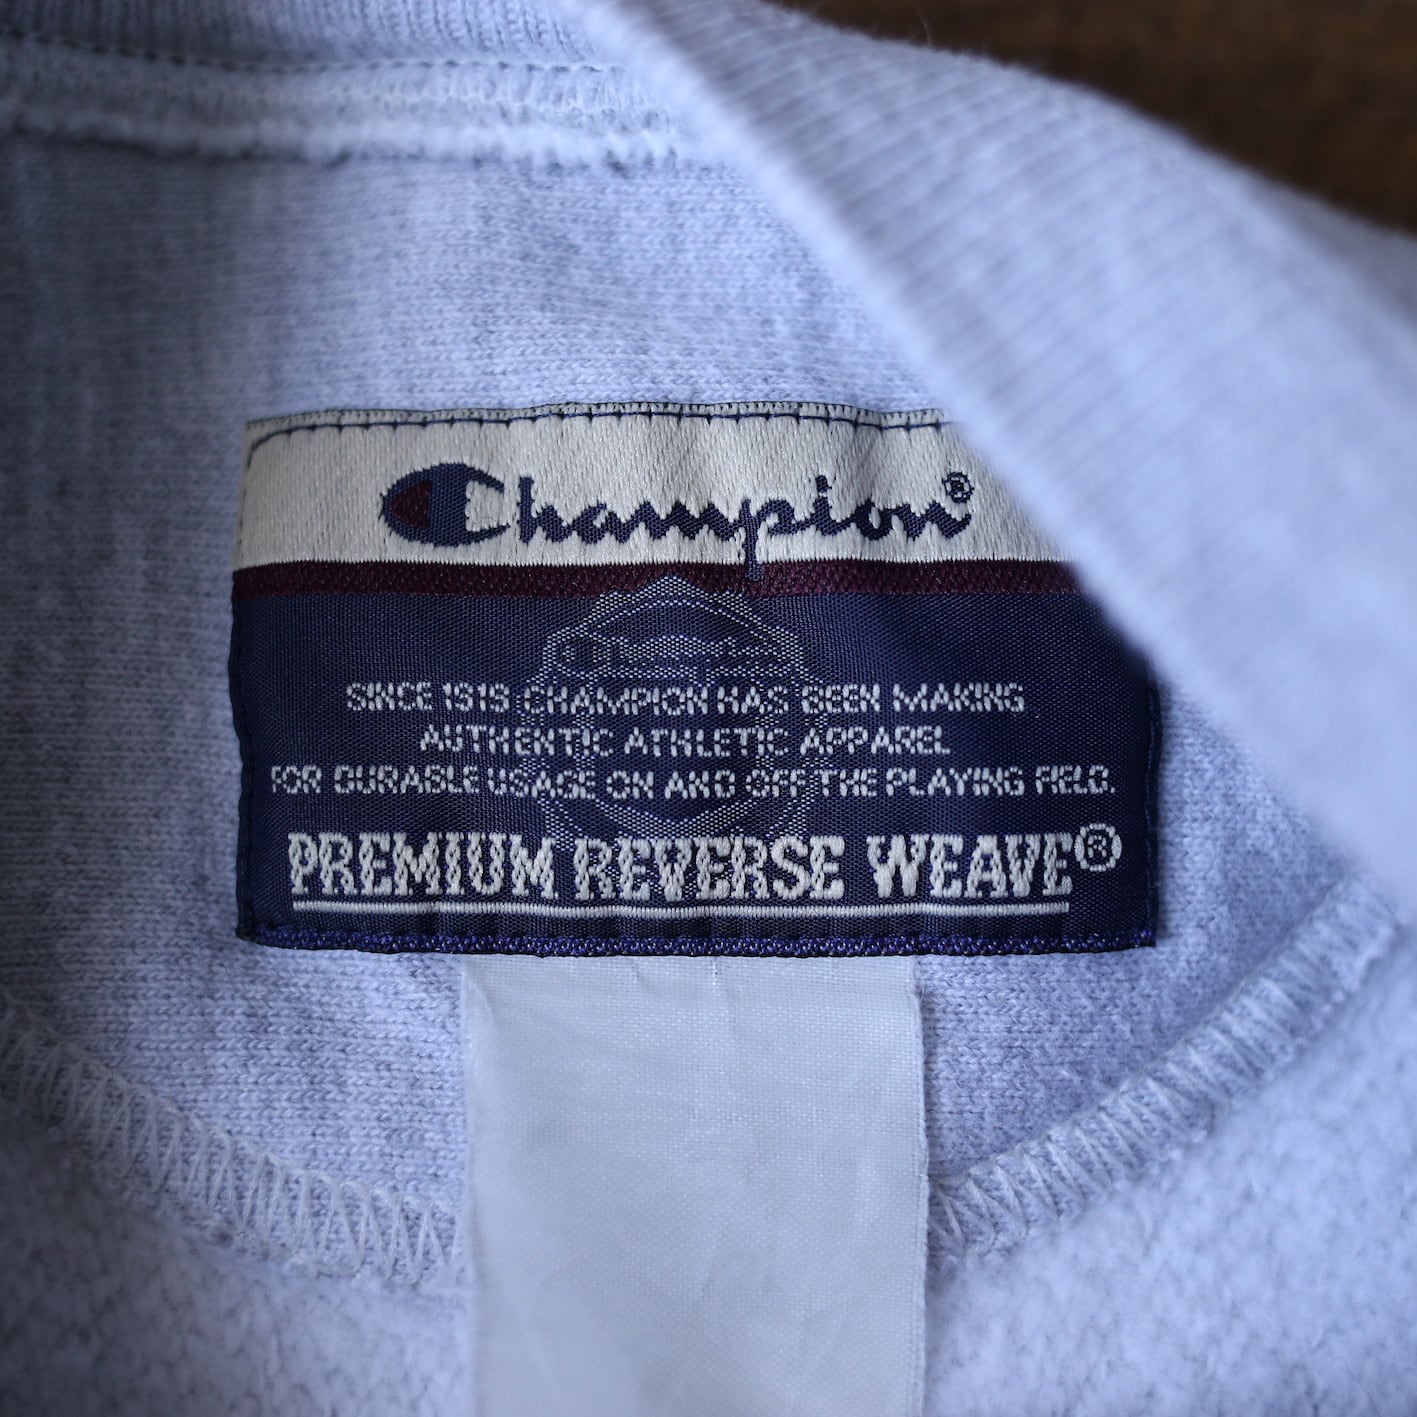 Champion®
SINCE 1919 CHAMPION HAS BEEN MAKING
AUTHENTIC ATHLETIC APPAREL
FOR DURABLE USAGE ON AND OFF THE PLAYING FIELD.
PREMIUM REVERSE WEAVE®